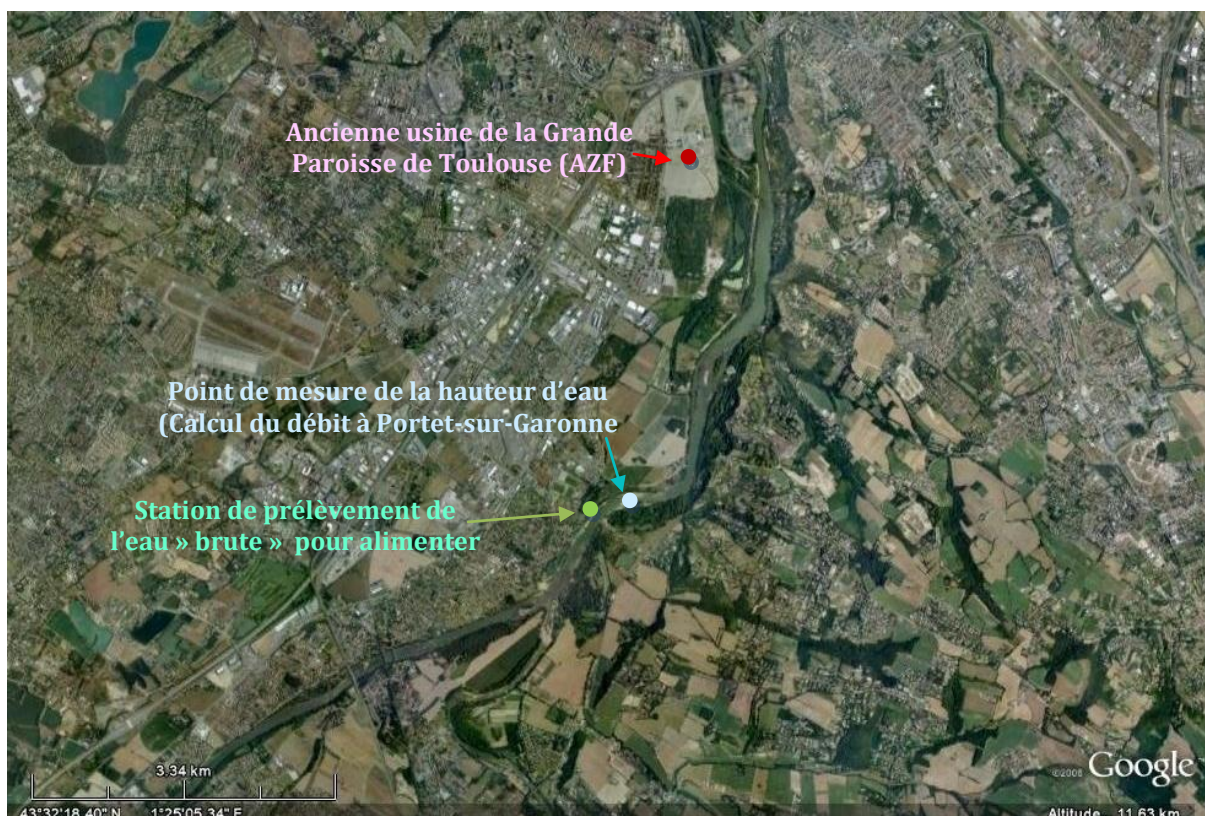 Ancienne usine de la Grande
Paroisse de Toulouse (AZF)
Point de mesure de la hauteur d'eau
(Calcul du débit à Portet-sur-Garonne
Station de prélèvement de
l'eau » brute » pour alimenter
3.34 km
©2008 Google
43°32'18.40" N 1°25'05.34" E
Altitude 11.63 km